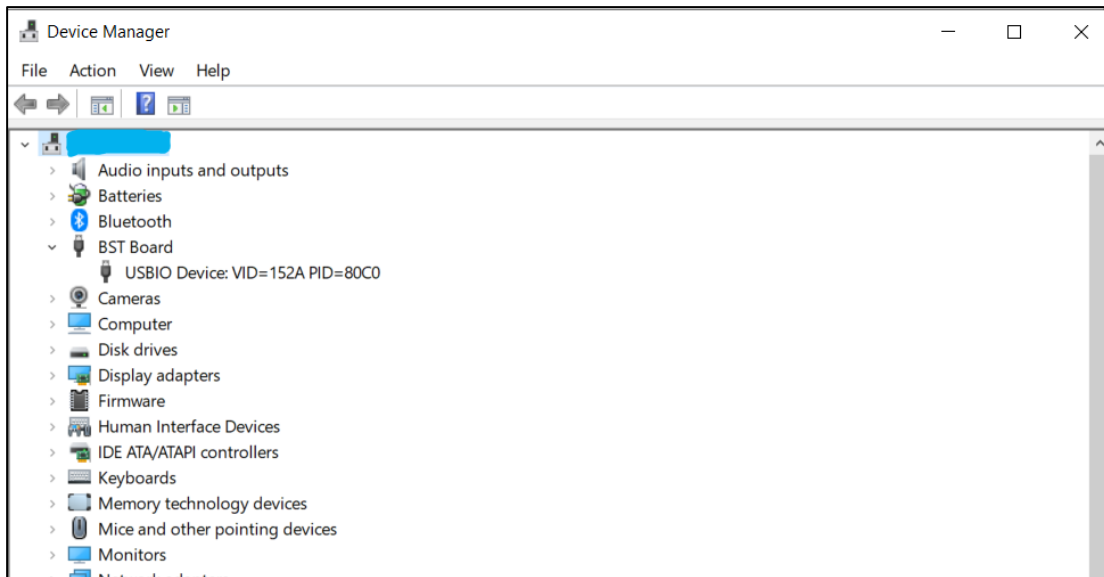 Device Manager
File Action View Help
Audio inputs and outputs
Batteries
Bluetooth
BST Board
USBIO Device: VID=152A PID=80C0
Cameras
Computer
Disk drives
Display adapters
Firmware
Human Interface Devices
IDE ATA/ATAPI controllers
Keyboards
Memory technology devices
Mice and other pointing devices
Monitors
Network adapters